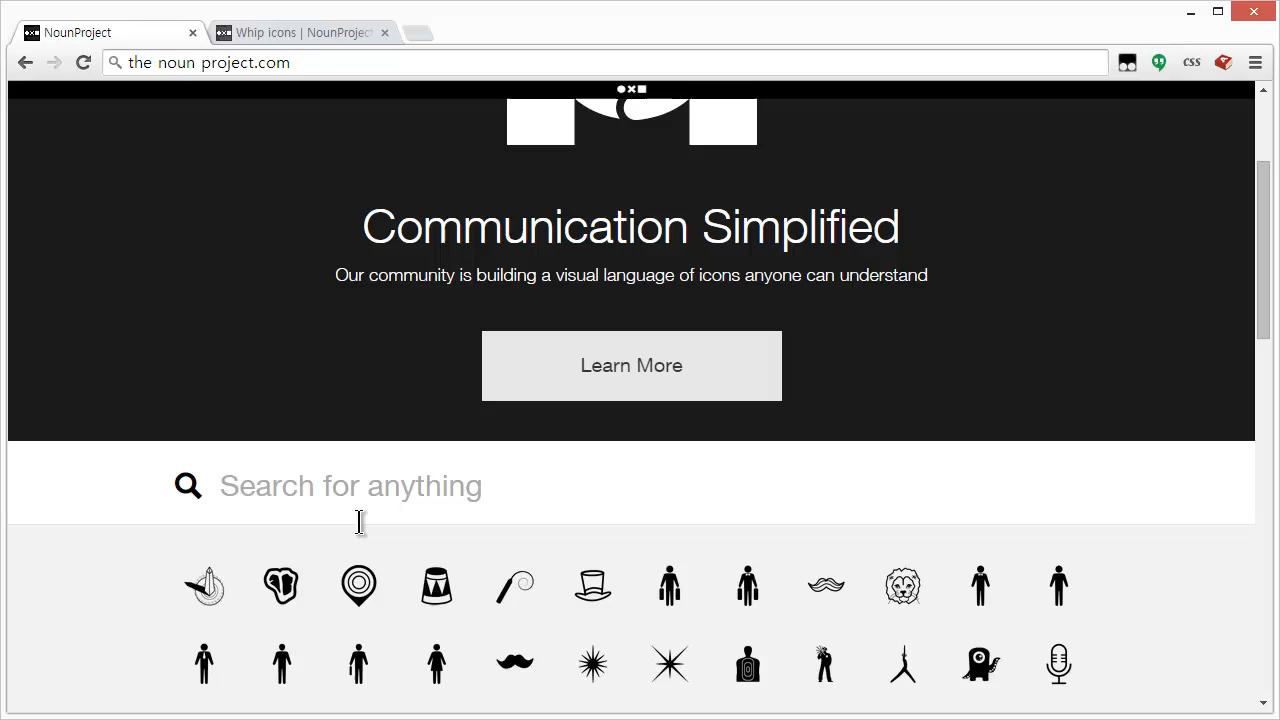 NounProject
Whip icons | NounProject
the noun project.com
CSS
Communication Simplified
Our community is building a visual language of icons anyone can understand
Learn More
Search for anything